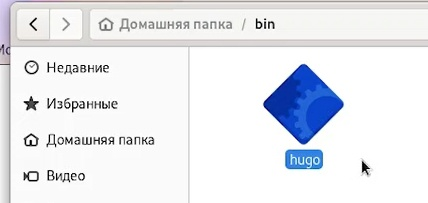 Домашняя папка / bin
Недавние
Избранные
Домашняя папка
Видео
hugo